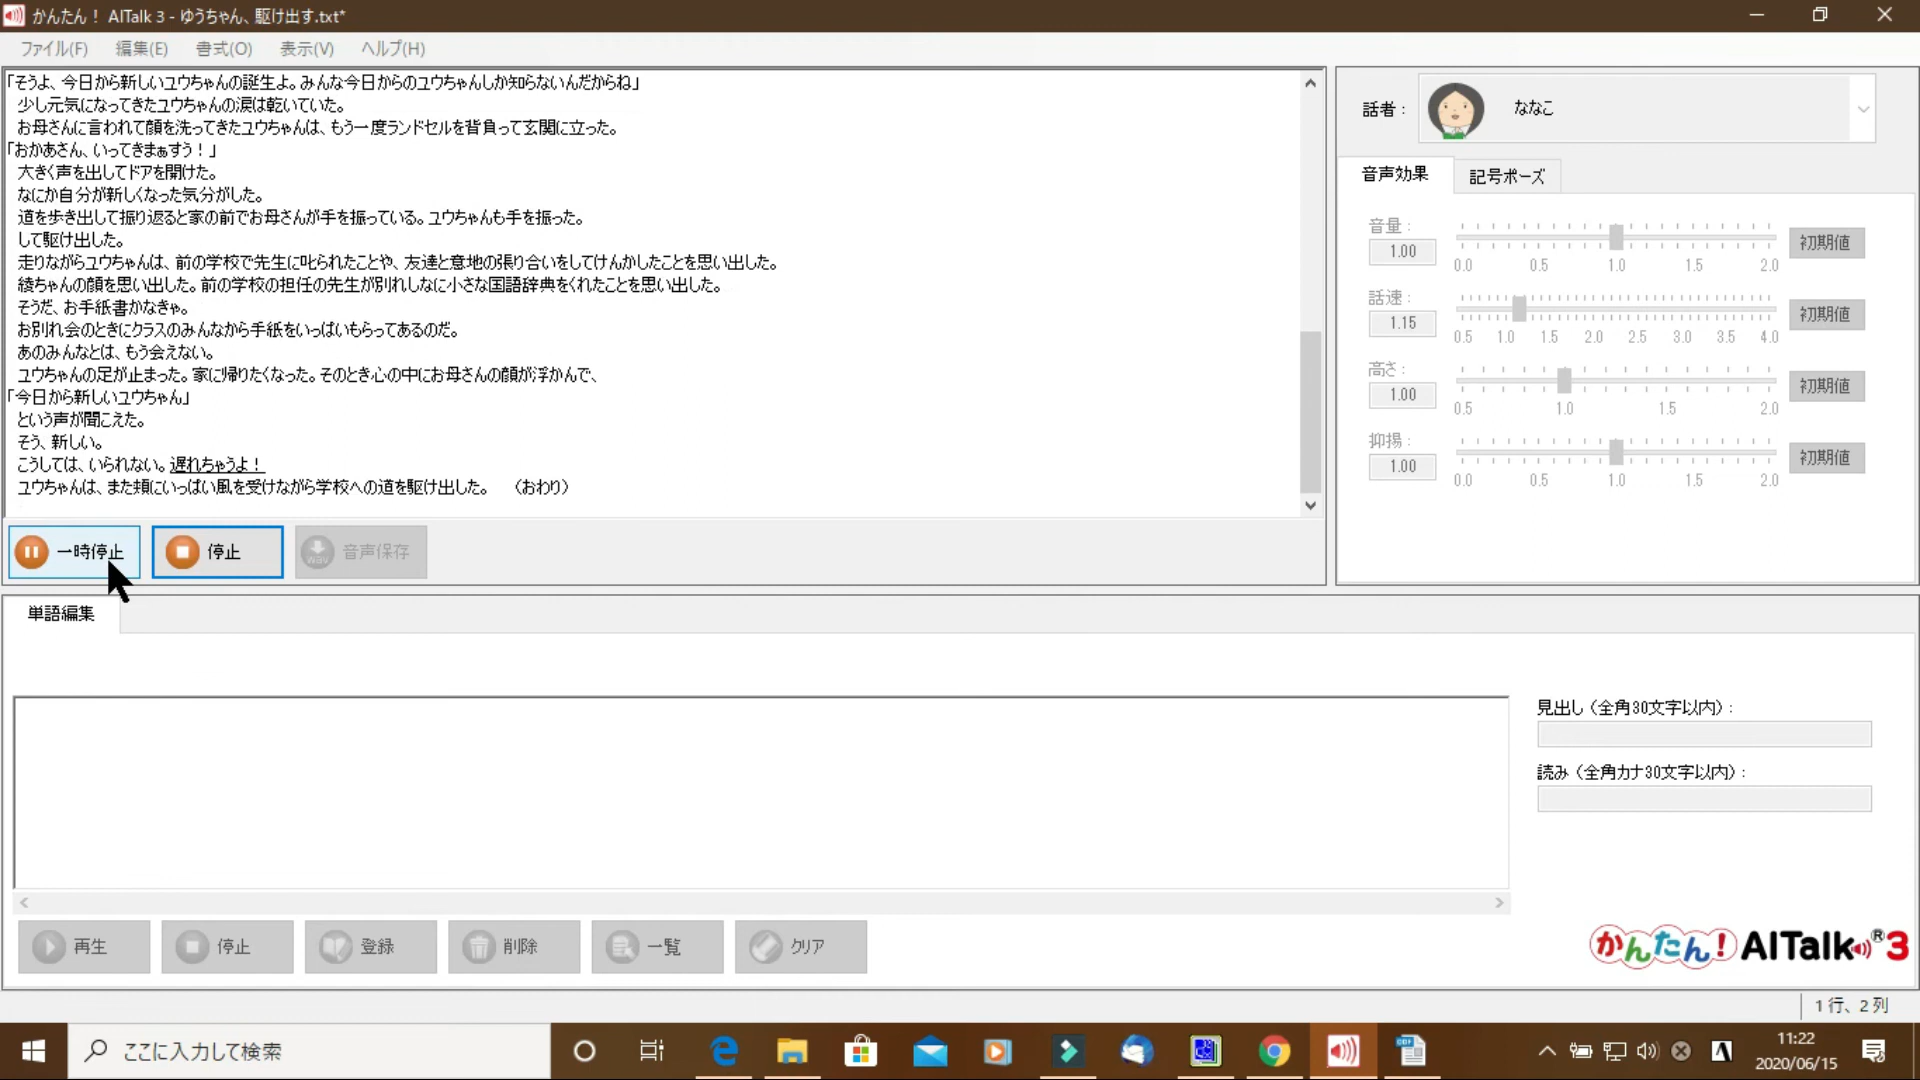 かんたん！ AITalk 3 - ゆうちゃん、駆け出す.txt*
ファイル(F) 編集(E) 書式(O) 表示(V) ヘルプ(H)
「そうよ、今日から新しいユウちゃんの誕生よ。みんな今日からのユウちゃんしか知らないんだからね」
少し元気になってきたユウちゃんの涙は乾いていた。
お母さんに言われて顔を洗ってきたユウちゃんは、もう一度ランドセルを背負って玄関に立った。
「おかあさん、いってきまぁすう！」
大きく声を出してドアを開けた。
なにか自分が新しくなった気分がした。
道を歩き出して振り返ると家の前でお母さんが手を振っている。ユウちゃんも手を振った。
して駆け出した。
走りながらユウちゃんは、前の学校で先生に叱られたことや、友達と意地の張り合いをしてけんかしたことを思い出した。
綾ちゃんの顔を思い出した。前の学校の担任の先生が別れしなに小さな国語辞典をくれたことを思い出した。
そうだ、お手紙書かなきゃ。
お別れ会のときにクラスのみんなから手紙をいっぱいもらってあるのだ。
あのみんなとは、もう会えない。
ユウちゃんの足が止まった。家に帰りたくなった。そのとき心の中にお母さんの顔が浮かんで、
「今日から新しいユウちゃん」
という声が聞こえた。
そう、新しい。
こうしては、いられない。遅れちゃうよ！
ユウちゃんは、また頬にいっぱい風を受けながら学校への道を駆け出した。 （おわり）
一時停止 停止 音声保存
話者： ななこ
音声効果 記号ポーズ
音量：
1.00
0.0 0.5 1.0 1.5 2.0
初期値
話速：
1.15
0.5 1.0 1.5 2.0 2.5 3.0 3.5 4.0
初期値
高さ：
1.00
0.5 1.0 1.5 2.0
初期値
抑揚：
1.00
0.0 0.5 1.0 1.5 2.0
初期値
単語編集
見出し（全角30文字以内）：
読み（全角カナ30文字以内）：
再生 停止 登録 削除 一覧 クリア
かんたん！AITalk® 3
1 行、2 列
ここに入力して検索
11:22
2020/06/15